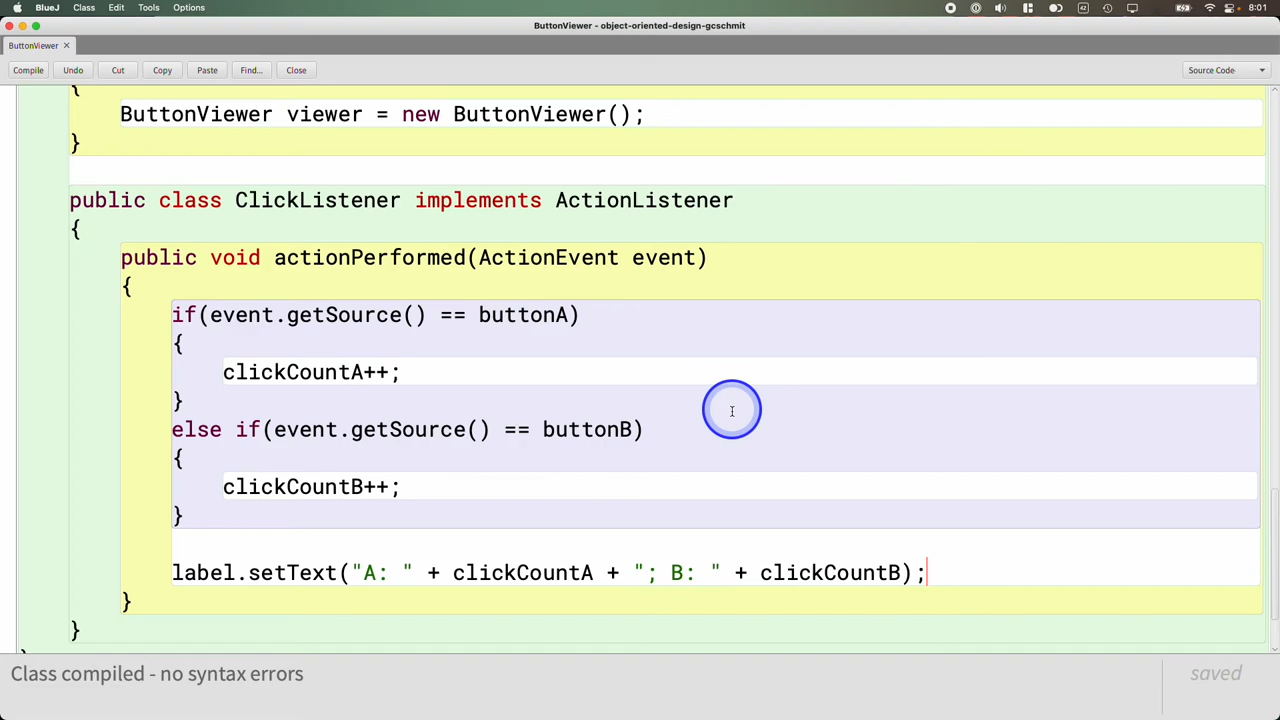 BlueJ Class Edit Tools Options 42 8:01
ButtonViewer - object-oriented-design-gcschmit
ButtonViewer ×
Compile Undo Cut Copy Paste Find... Close Source Code
{
ButtonViewer viewer = new ButtonViewer();
}
public class ClickListener implements ActionListener
{
public void actionPerformed(ActionEvent event)
{
if(event.getSource() == buttonA)
{
clickCountA++;
}
else if(event.getSource() == buttonB)
{
clickCountB++;
}
label.setText("A: " + clickCountA + "; B: " + clickCountB);
}
}
Class compiled - no syntax errors
saved